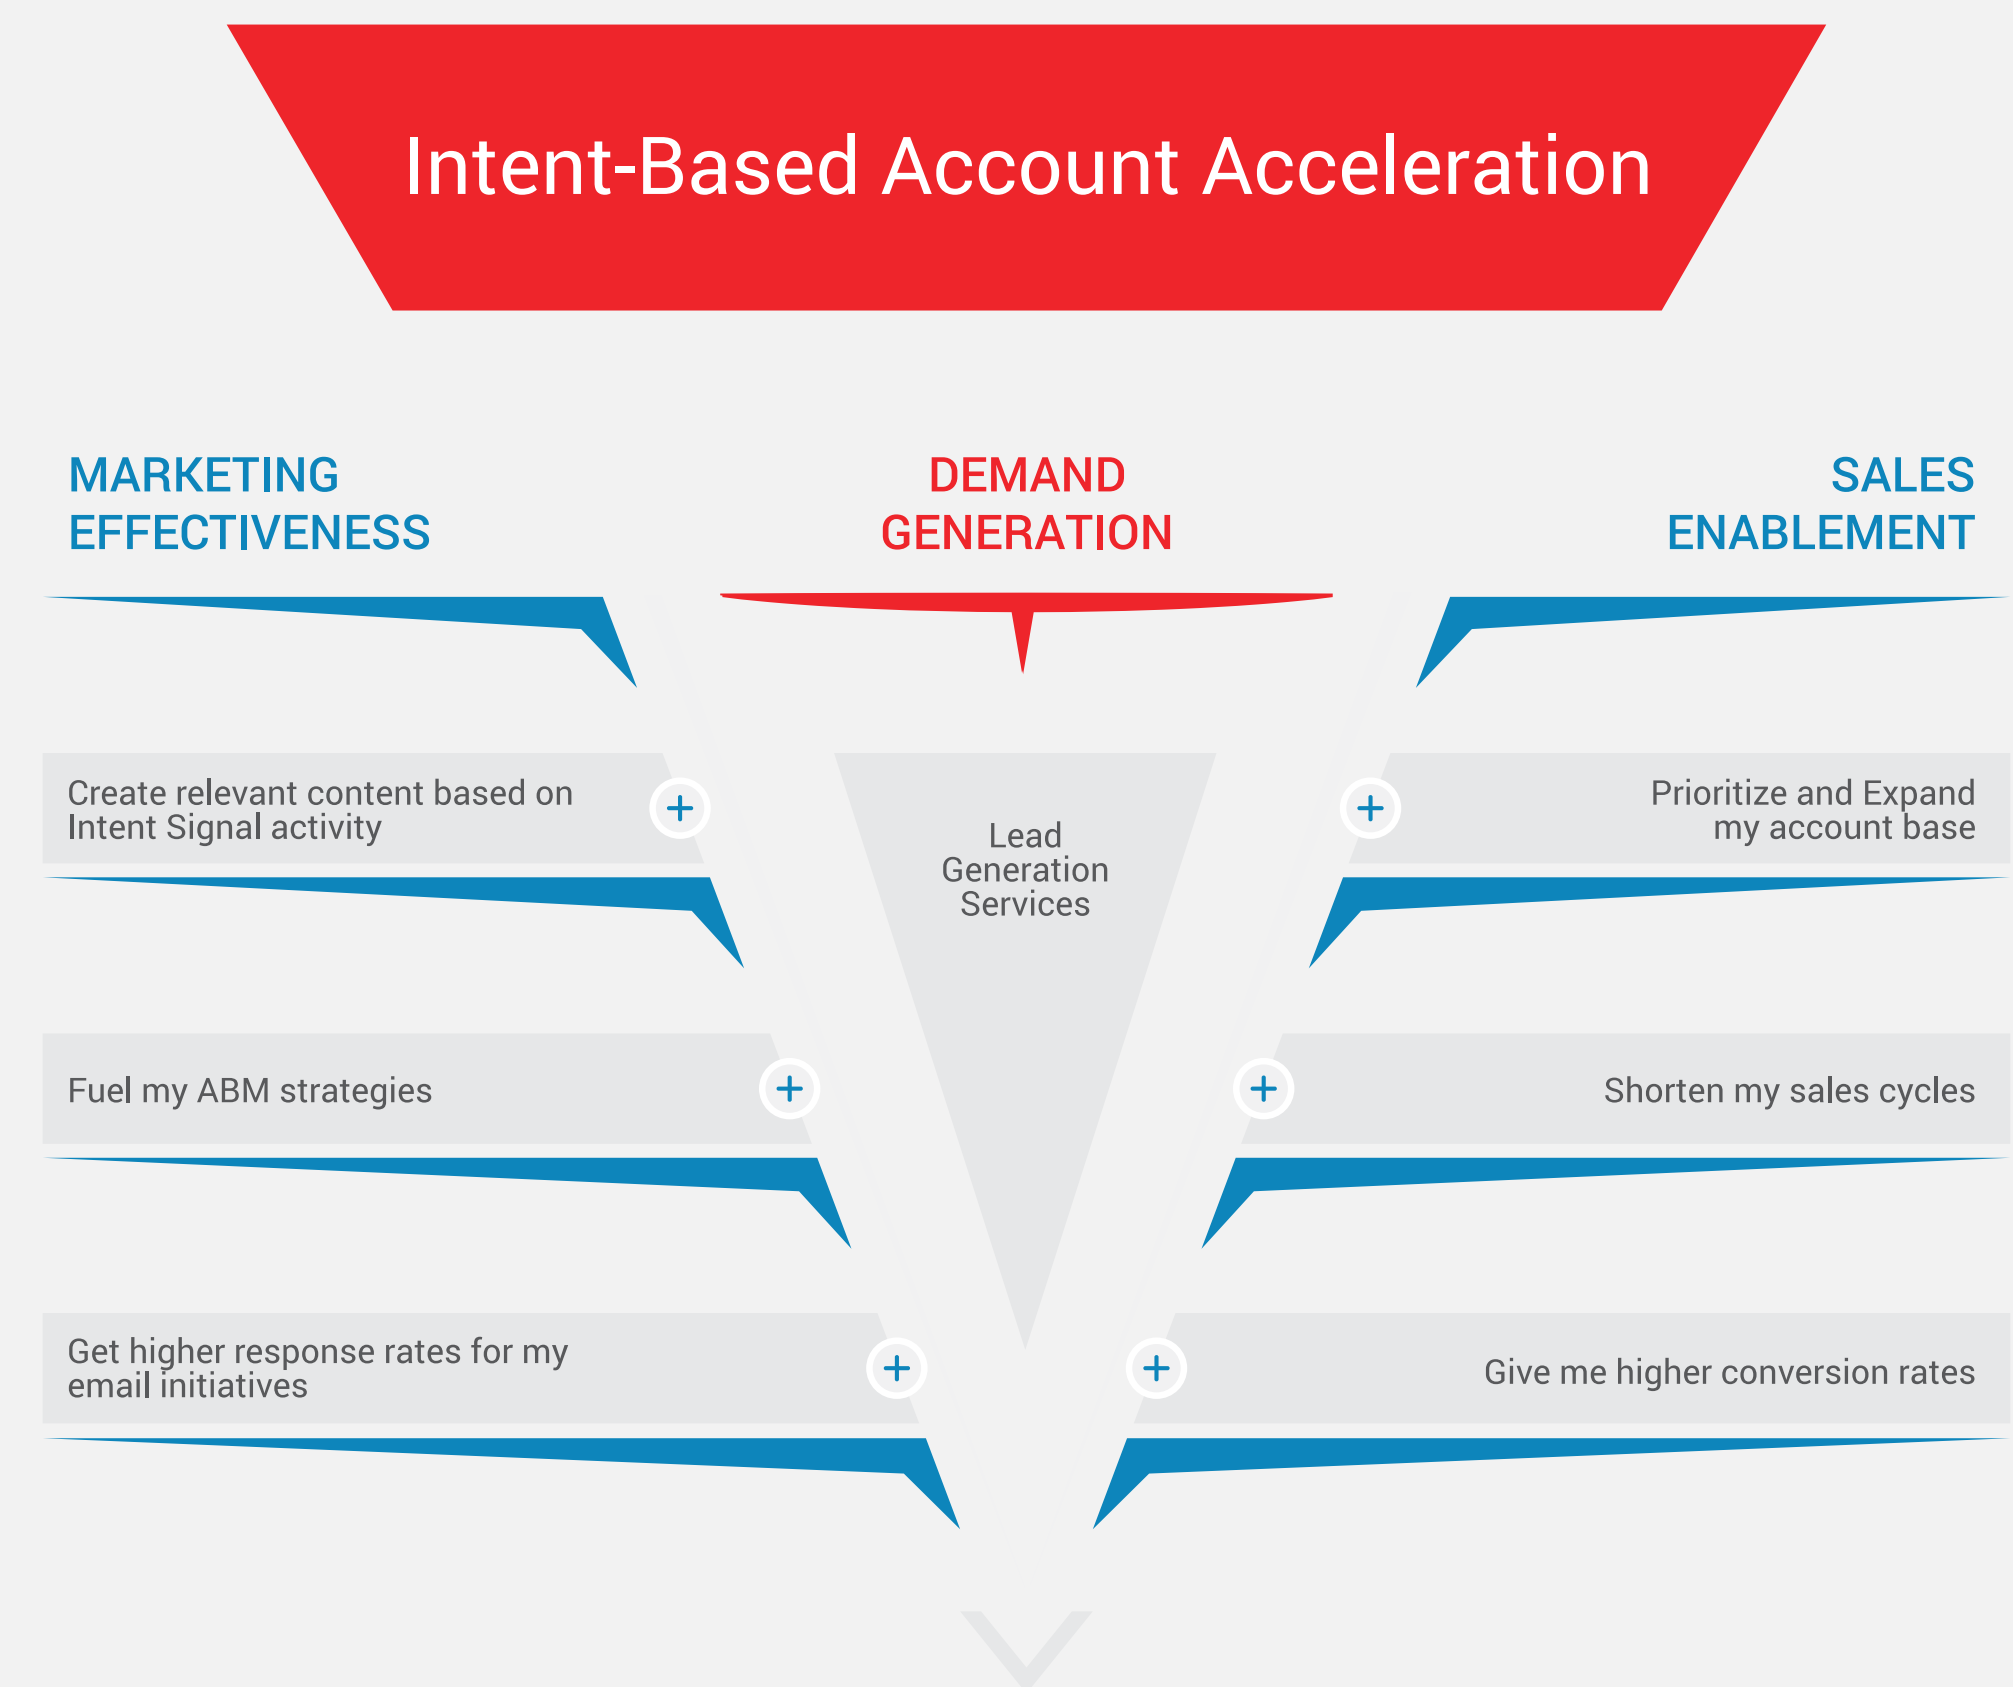 Intent-Based Account Acceleration
MARKETING
EFFECTIVENESS
DEMAND
GENERATION
SALES
ENABLEMENT
Create relevant content based on
Intent Signal activity
Lead
Generation
Services
Prioritize and Expand
my account base
Fuel my ABM strategies
Shorten my sales cycles
Get higher response rates for my
email initiatives
Give me higher conversion rates